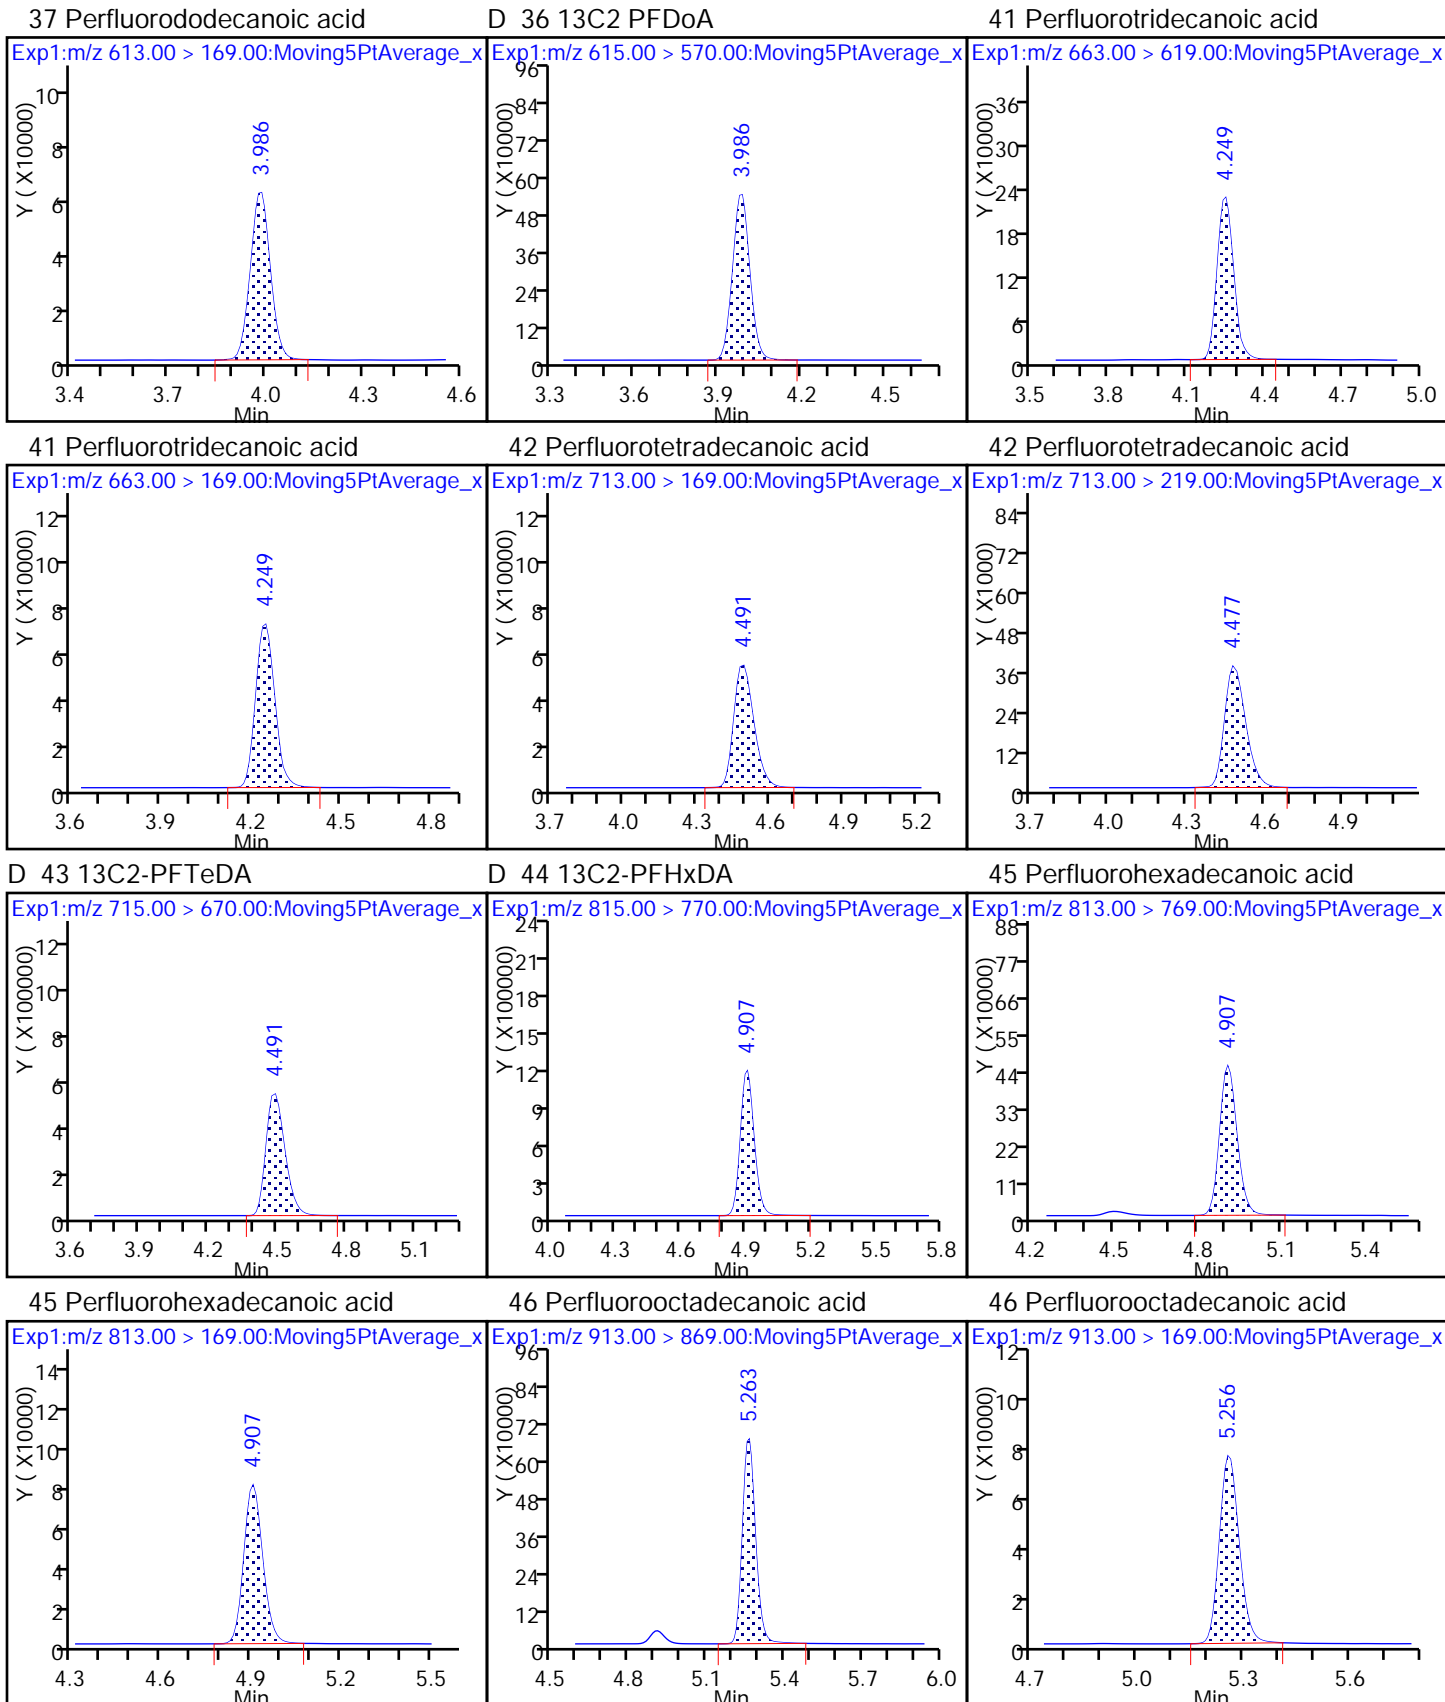 37 Perfluorododecanoic acid
D 36 13C2 PFDoA
41 Perfluorotridecanoic acid
Exp1:m/z 613.00 > 169.00:Moving5PtAverage_x
Exp1:m/z 615.00 > 570.00:Moving5PtAverage_x
Exp1:m/z 663.00 > 619.00:Moving5PtAverage_x
Y ( X10000)
10
8
6
4
2
0
3.986
3.4 3.7 4.0 4.3 4.6
Min
Y ( X10000)
96
84
72
60
48
36
24
12
0
3.986
3.3 3.6 3.9 4.2 4.5
Min
Y ( X10000)
36
30
24
18
12
6
0
4.249
3.5 3.8 4.1 4.4 4.7 5.0
Min
41 Perfluorotridecanoic acid
42 Perfluorotetradecanoic acid
42 Perfluorotetradecanoic acid
Exp1:m/z 663.00 > 169.00:Moving5PtAverage_x
Exp1:m/z 713.00 > 169.00:Moving5PtAverage_x
Exp1:m/z 713.00 > 219.00:Moving5PtAverage_x
Y ( X10000)
12
10
8
6
4
2
0
4.249
3.6 3.9 4.2 4.5 4.8
Min
Y ( X10000)
12
10
8
6
4
2
0
4.491
3.7 4.0 4.3 4.6 4.9 5.2
Min
Y ( X1000)
84
72
60
48
36
24
12
0
4.477
3.7 4.0 4.3 4.6 4.9
Min
D 43 13C2-PFTeDA
D 44 13C2-PFHxDA
45 Perfluorohexadecanoic acid
Exp1:m/z 715.00 > 670.00:Moving5PtAverage_x
Exp1:m/z 815.00 > 770.00:Moving5PtAverage_x
Exp1:m/z 813.00 > 769.00:Moving5PtAverage_x
Y ( X100000)
12
10
8
6
4
2
0
4.491
3.6 3.9 4.2 4.5 4.8 5.1
Min
Y ( X100000)
24
21
18
15
12
9
6
3
0
4.907
4.0 4.3 4.6 4.9 5.2 5.5 5.8
Min
Y ( X10000)
88
77
66
55
44
33
22
11
0
4.907
4.2 4.5 4.8 5.1 5.4
Min
45 Perfluorohexadecanoic acid
46 Perfluorooctadecanoic acid
46 Perfluorooctadecanoic acid
Exp1:m/z 813.00 > 169.00:Moving5PtAverage_x
Exp1:m/z 913.00 > 869.00:Moving5PtAverage_x
Exp1:m/z 913.00 > 169.00:Moving5PtAverage_x
Y ( X10000)
14
12
10
8
6
4
2
0
4.907
4.3 4.6 4.9 5.2 5.5
Min
Y ( X10000)
96
84
72
60
48
36
24
12
0
5.263
4.5 4.8 5.1 5.4 5.7 6.0
Min
Y ( X10000)
12
10
8
6
4
2
0
5.256
4.7 5.0 5.3 5.6
Min